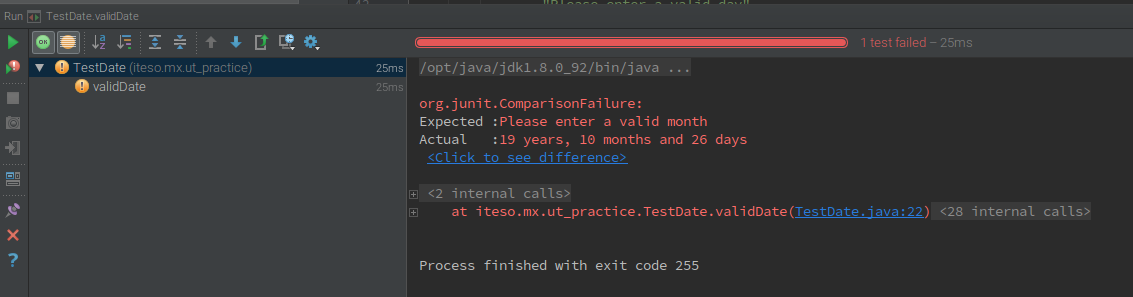 "Please enter a valid day"
Run TestDate.validDate
1 test failed – 25ms
TestDate (iteso.mx.ut_practice) 25ms
validDate 25ms
/opt/java/jdk1.8.0_92/bin/java ...
org.junit.ComparisonFailure:
Expected :Please enter a valid month
Actual   :19 years, 10 months and 26 days
<Click to see difference>
<2 internal calls>
at iteso.mx.ut_practice.TestDate.validDate(TestDate.java:22) <28 internal calls>
Process finished with exit code 255